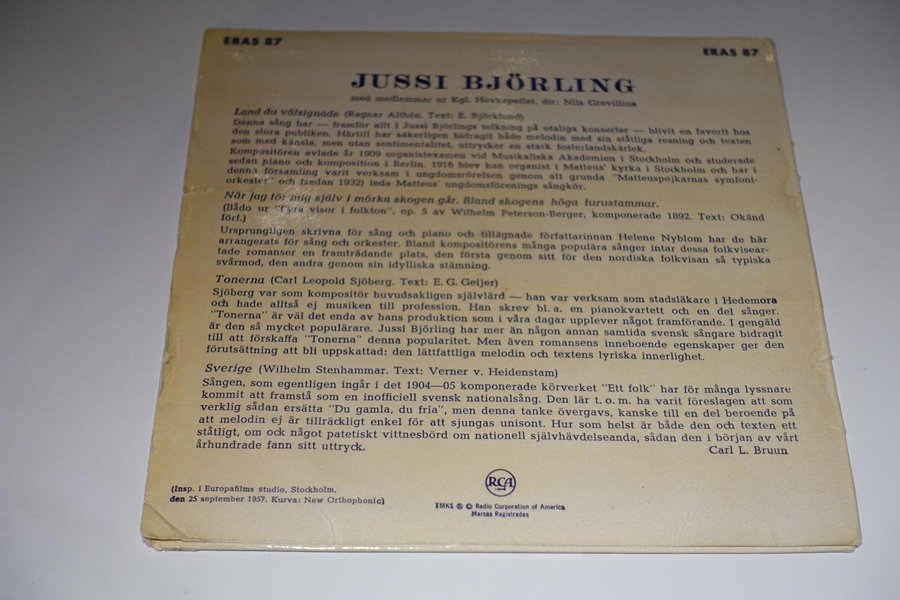 ERAS 87
ERAS 87
JUSSI BJÖRLING
med medlemmar ur Kgl. Hovkapellet, dir: Nils Grevillius
Land du välsignade (Ragnar Althén. Text: E. Björklund)
Denna sång har — framför allt i Jussi Björlings tolkning på otaliga konserter — blivit en favorit hos
den stora publiken. Härtill har säkerligen bidragit både melodin med sin ståtliga resning och texten
som med känsla, men utan sentimentalitet, uttrycker en stark fosterlandskärlek.
Kompositören avlade år 1909 organistexamen vid Musikaliska Akademien i Stockholm och studerade
sedan piano och komposition i Berlin. 1916 blev han organist i Matteus' kyrka i Stockholm och har i
denna församling varit verksam i ungdomsrörelsen genom att grunda "Matteuspojkarnas symfoni-
orkester" och (sedan 1932) leda Matteus' ungdomsförenings sångkör.
När jag för mig själv i mörka skogen går. Bland skogens höga furustammar.
(Bådo ur "Fyra visor i folkton", op. 5 av Wilhelm Peterson-Berger, komponerade 1892. Text: Okänd
förf.)
Ursprungligen skrivna för sång och piano och tillägnade författarinnan Helene Nyblom har de här
arrangerats för sång och orkester. Bland kompositörens många populära sånger intar dessa folkvisear-
tade romanser en framträdande plats, den första genom sitt för den nordiska folkvisan så typiska
svårmod, den andra genom sin idylliska stämning.
Tonerna (Carl Leopold Sjöberg. Text: E. G. Geijer)
Sjöberg var som kompositör huvudsakligen självlärd — han var verksam som stadsläkare i Hedemora
och hade alltså ej musiken till profession. Han skrev bl. a. en pianokvartett och en del sånger.
"Tonerna" är väl det enda av hans produktion som i våra dagar upplever något framförande. I gengäld
är den så mycket populärare. Jussi Björling har mer än någon annan samtida svensk sångare bidragit
till att förskaffa "Tonerna" denna popularitet. Men även romansens inneboende egenskaper ger den
förutsättning att bli uppskattad: den lättfattliga melodin och textens lyriska innerlighet.
Sverige (Wilhelm Stenhammar. Text: Verner v. Heidenstam)
Sången, som egentligen ingår i det 1904—05 komponerade körverket "Ett folk" har för många lyssnare
kommit att framstå som en inofficiell svensk nationalsång. Den lär t. o. m. ha varit föreslagen att som
verklig sådan ersätta "Du gamla, du fria", men denna tanke övergavs, kanske till en del beroende på
att melodin ej är tillräckligt enkel för att sjungas unisont. Hur som helst är både den och texten ett
ståtligt, om ock något patetiskt vittnesbörd om nationell självhävdelseanda, sådan den i början av vårt
århundrade fann sitt uttryck.
Carl L. Bruun
(Insp. i Europafilms studio, Stockholm,
den 25 september 1957. Kurva: New Orthophonic)
RCA
TMKS ® © Radio Corporation of America
Marcas Registradas